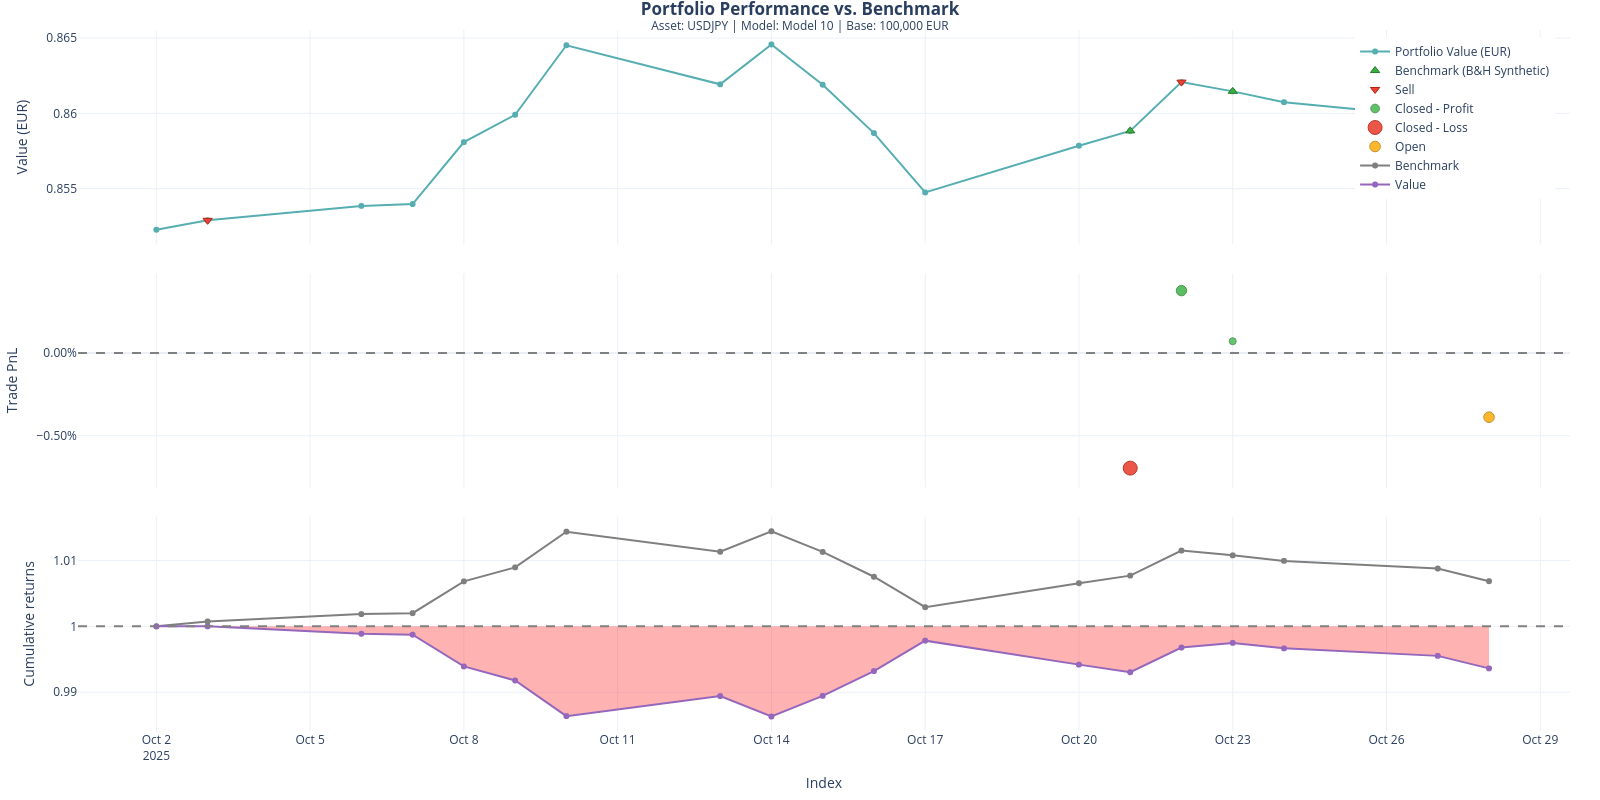 Portfolio Performance vs. Benchmark
Asset: USDJPY | Model: Model 10 | Base: 100,000 EUR
Value (EUR)
0.865
0.86
0.855
Portfolio Value (EUR)
Benchmark (B&H Synthetic)
Sell
Closed - Profit
Closed - Loss
Open
Benchmark
Value
Trade PnL
0.00%
−0.50%
Cumulative returns
1.01
1
0.99
Oct 2
2025
Oct 5
Oct 8
Oct 11
Oct 14
Oct 17
Oct 20
Oct 23
Oct 26
Oct 29
Index